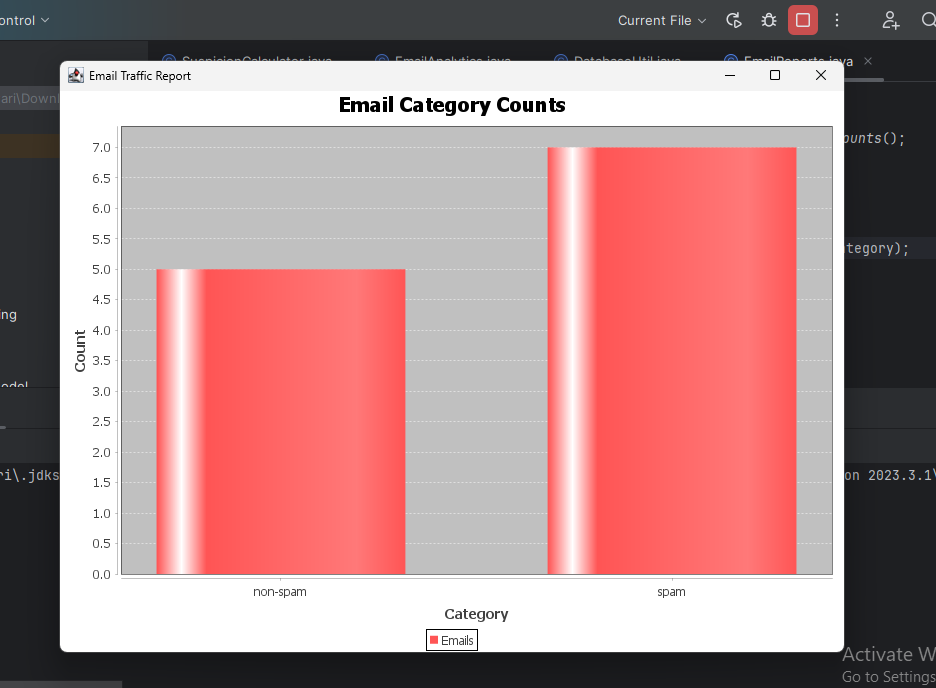 ontrol
Current File
SuspicionCalculator.java
EmailAnalytics.java
DatabaseUtil.java
EmailReports.java
Email Traffic Report
ari\Downl
Email Category Counts
ounts();
tegory);
7.0
6.5
6.0
5.5
5.0
4.5
4.0
3.5
3.0
2.5
2.0
1.5
1.0
0.5
0.0
Count
non-spam
spam
Category
Emails
ing
odel
ri\.jdks
on 2023.3.1\
Activate W
Go to Settings